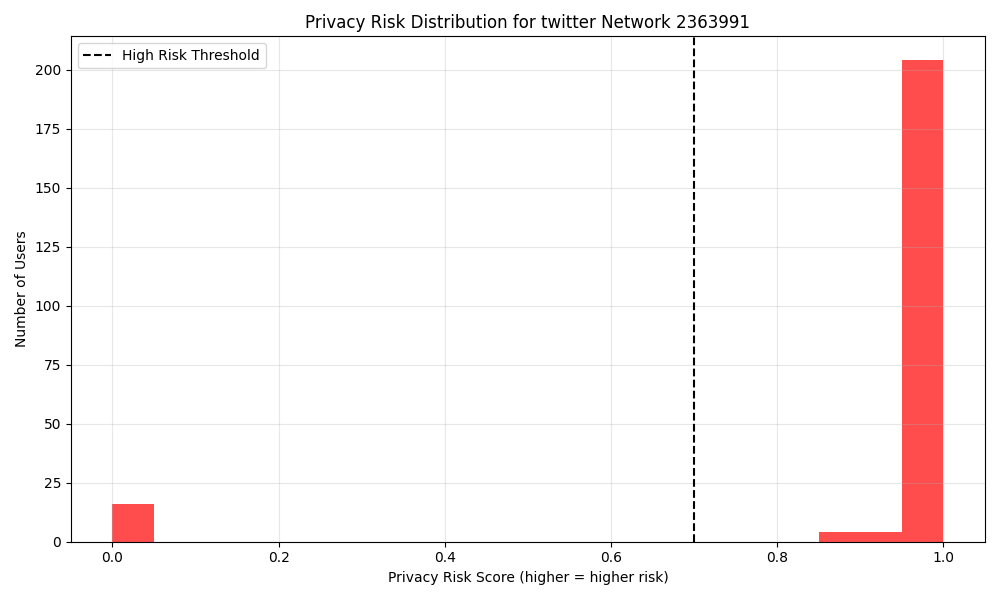 Privacy Risk Distribution for twitter Network 2363991
High Risk Threshold
Number of Users
200
175
150
125
100
75
50
25
0
0.0 0.2 0.4 0.6 0.8 1.0
Privacy Risk Score (higher = higher risk)